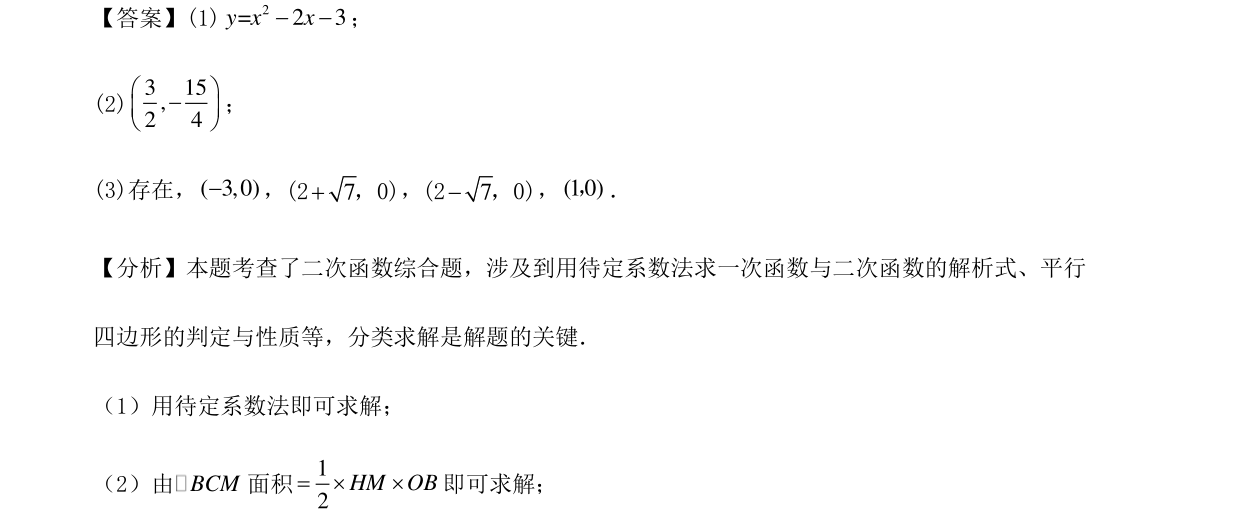 【答案】(1) y=x² − 2x − 3；
(2) (3/2, −15/4)；
(3)存在，(−3,0)，(2+√7，0)，(2−√7，0)，(1,0)．
【分析】本题考查了二次函数综合题，涉及到用待定系数法求一次函数与二次函数的解析式、平行
四边形的判定与性质等，分类求解是解题的关键．
（1）用待定系数法即可求解；
（2）由□BCM 面积 = 1/2 × HM × OB 即可求解；